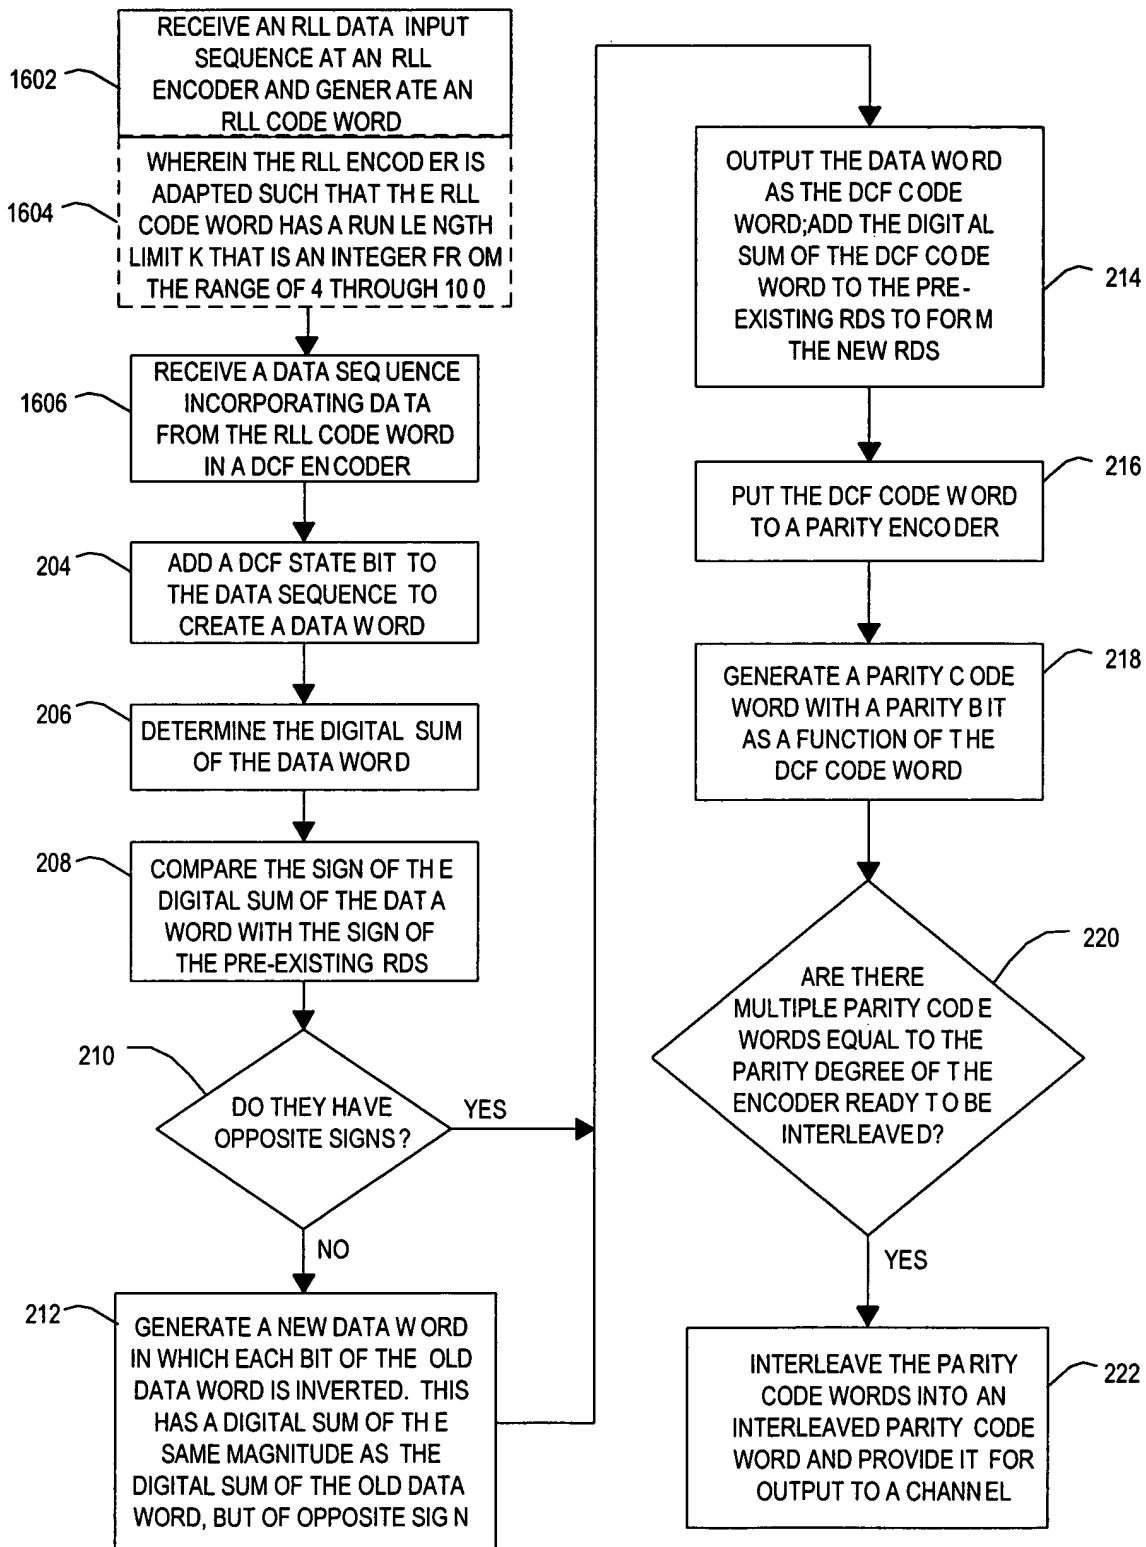 1602
RECEIVE AN RLL DATA INPUT
SEQUENCE AT AN RLL
ENCODER AND GENERATE AN
RLL CODE WORD
1604
WHEREIN THE RLL ENCODER IS
ADAPTED SUCH THAT THE RLL
CODE WORD HAS A RUN LENGTH
LIMIT K THAT IS AN INTEGER FROM
THE RANGE OF 4 THROUGH 100
1606
RECEIVE A DATA SEQUENCE
INCORPORATING DATA
FROM THE RLL CODE WORD
IN A DCF ENCODER
204
ADD A DCF STATE BIT TO
THE DATA SEQUENCE TO
CREATE A DATA WORD
206
DETERMINE THE DIGITAL SUM
OF THE DATA WORD
208
COMPARE THE SIGN OF THE
DIGITAL SUM OF THE DATA
WORD WITH THE SIGN OF
THE PRE-EXISTING RDS
210
DO THEY HAVE
OPPOSITE SIGNS?
YES
NO
212
GENERATE A NEW DATA WORD
IN WHICH EACH BIT OF THE OLD
DATA WORD IS INVERTED. THIS
HAS A DIGITAL SUM OF THE
SAME MAGNITUDE AS THE
DIGITAL SUM OF THE OLD DATA
WORD, BUT OF OPPOSITE SIGN
OUTPUT THE DATA WORD
AS THE DCF CODE
WORD;ADD THE DIGITAL
SUM OF THE DCF CODE
WORD TO THE PRE-
EXISTING RDS TO FORM
THE NEW RDS
214
PUT THE DCF CODE WORD
TO A PARITY ENCODER
216
GENERATE A PARITY CODE
WORD WITH A PARITY BIT
AS A FUNCTION OF THE
DCF CODE WORD
218
ARE THERE
MULTIPLE PARITY CODE
WORDS EQUAL TO THE
PARITY DEGREE OF THE
ENCODER READY TO BE
INTERLEAVED?
220
YES
INTERLEAVE THE PARITY
CODE WORDS INTO AN
INTERLEAVED PARITY CODE
WORD AND PROVIDE IT FOR
OUTPUT TO A CHANNEL
222